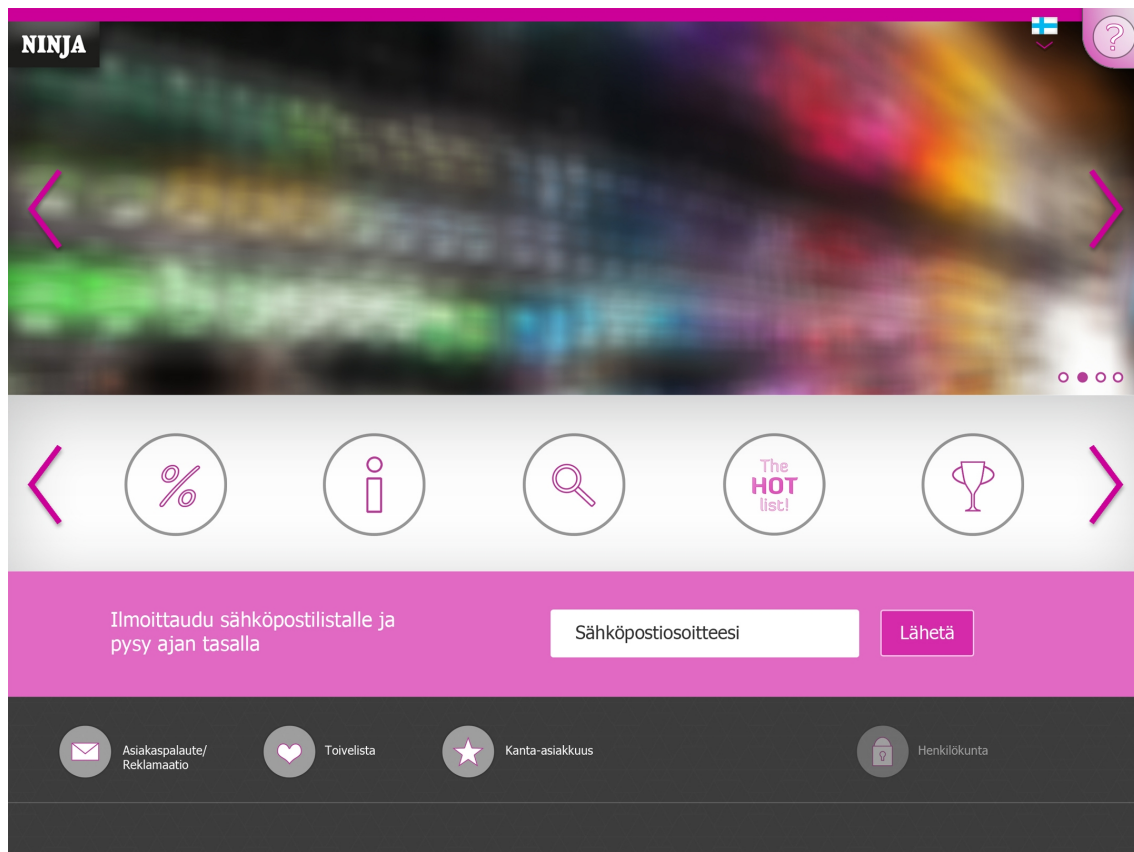 NINJA
?
%
i
The
HOT
list!
Ilmoittaudu sähköpostilistalle ja
pysy ajan tasalla
Sähköpostiosoitteesi
Lähetä
Asiakaspalaute/
Reklamaatio
Toivelista
Kanta-asiakkuus
Henkilökunta